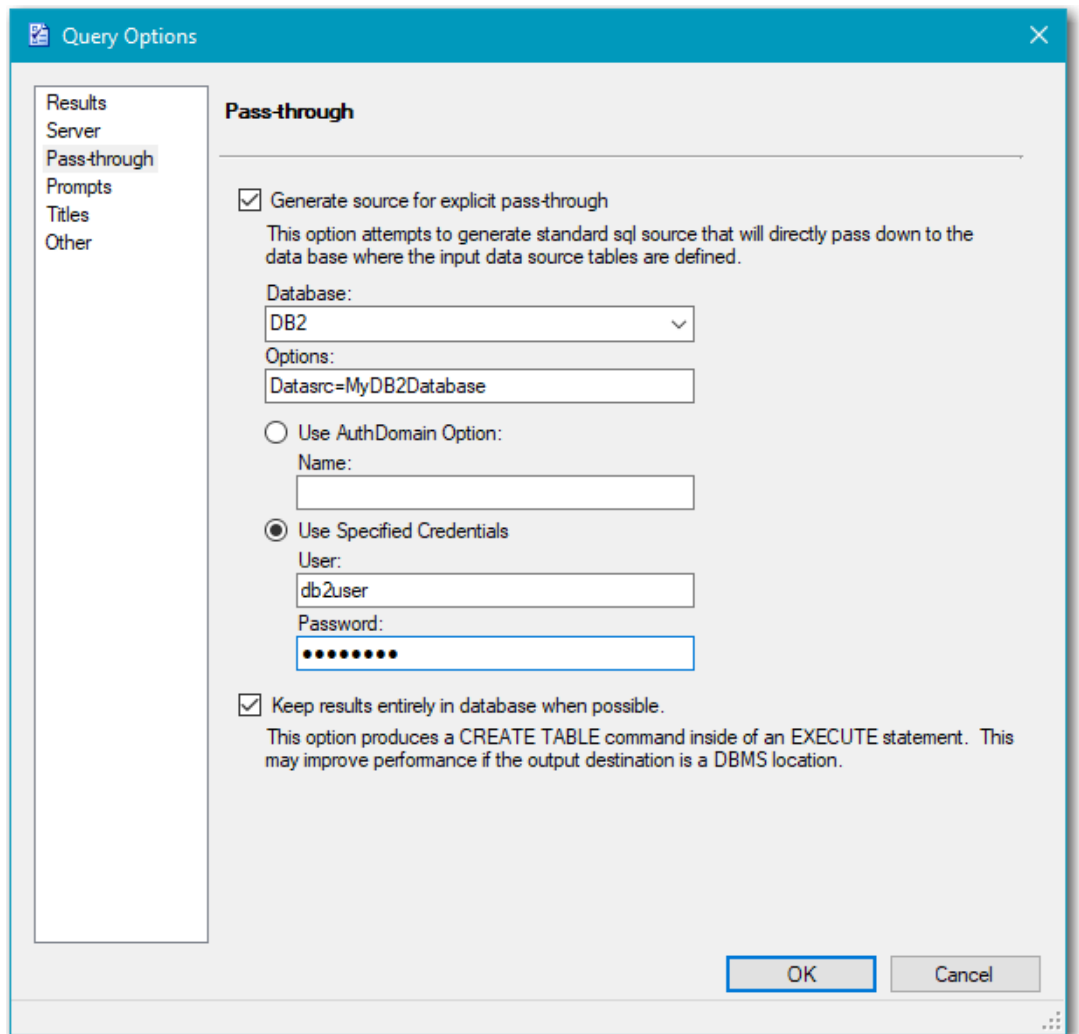 Query Options
Results
Server
Pass-through
Prompts
Titles
Other
Pass-through
Generate source for explicit pass-through
This option attempts to generate standard sql source that will directly pass down to the
data base where the input data source tables are defined.
Database:
DB2
Options:
Datasrc=MyDB2Database
Use AuthDomain Option:
Name:
Use Specified Credentials
User:
db2user
Password:
••••••••
Keep results entirely in database when possible.
This option produces a CREATE TABLE command inside of an EXECUTE statement. This
may improve performance if the output destination is a DBMS location.
OK
Cancel